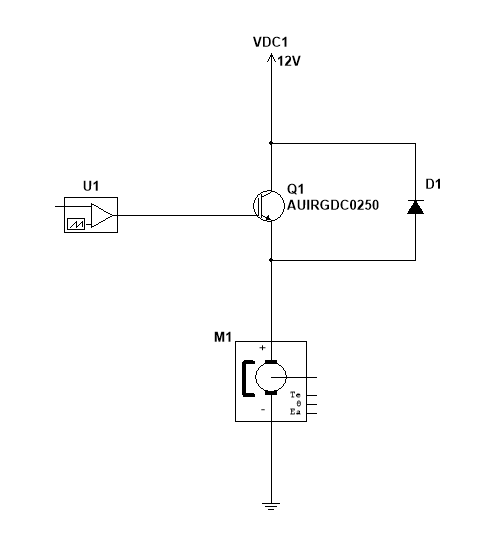 VDC1
12V
U1
Q1
AUIRGDC0250
D1
M1
+
Te
θ
Ea
-